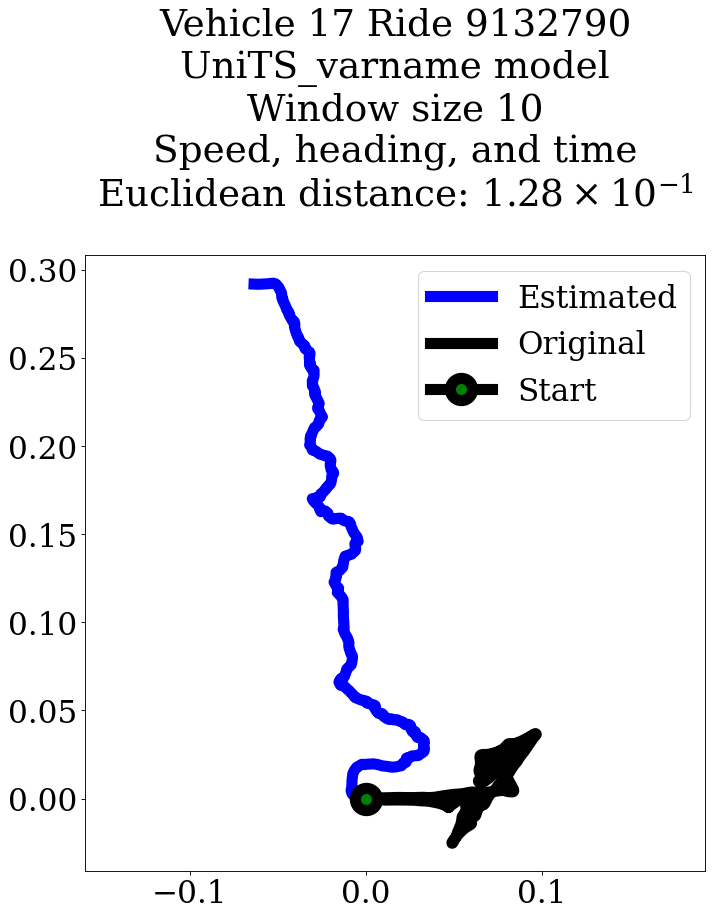 Vehicle 17 Ride 9132790
UniTS_varname model
Window size 10
Speed, heading, and time
Euclidean distance: 1.28 × 10⁻¹
0.30
0.25
0.20
0.15
0.10
0.05
0.00
−0.1
0.0
0.1
Estimated
Original
Start